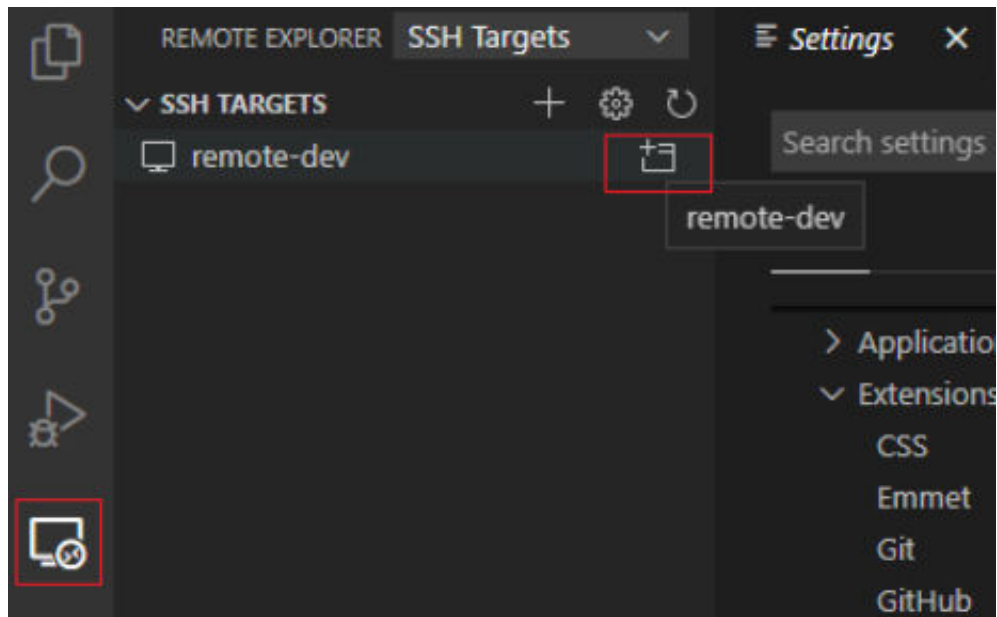 REMOTE EXPLORER SSH Targets
SSH TARGETS
remote-dev
remote-dev
Settings
Search settings
Applicatio
Extensions
CSS
Emmet
Git
GitHub